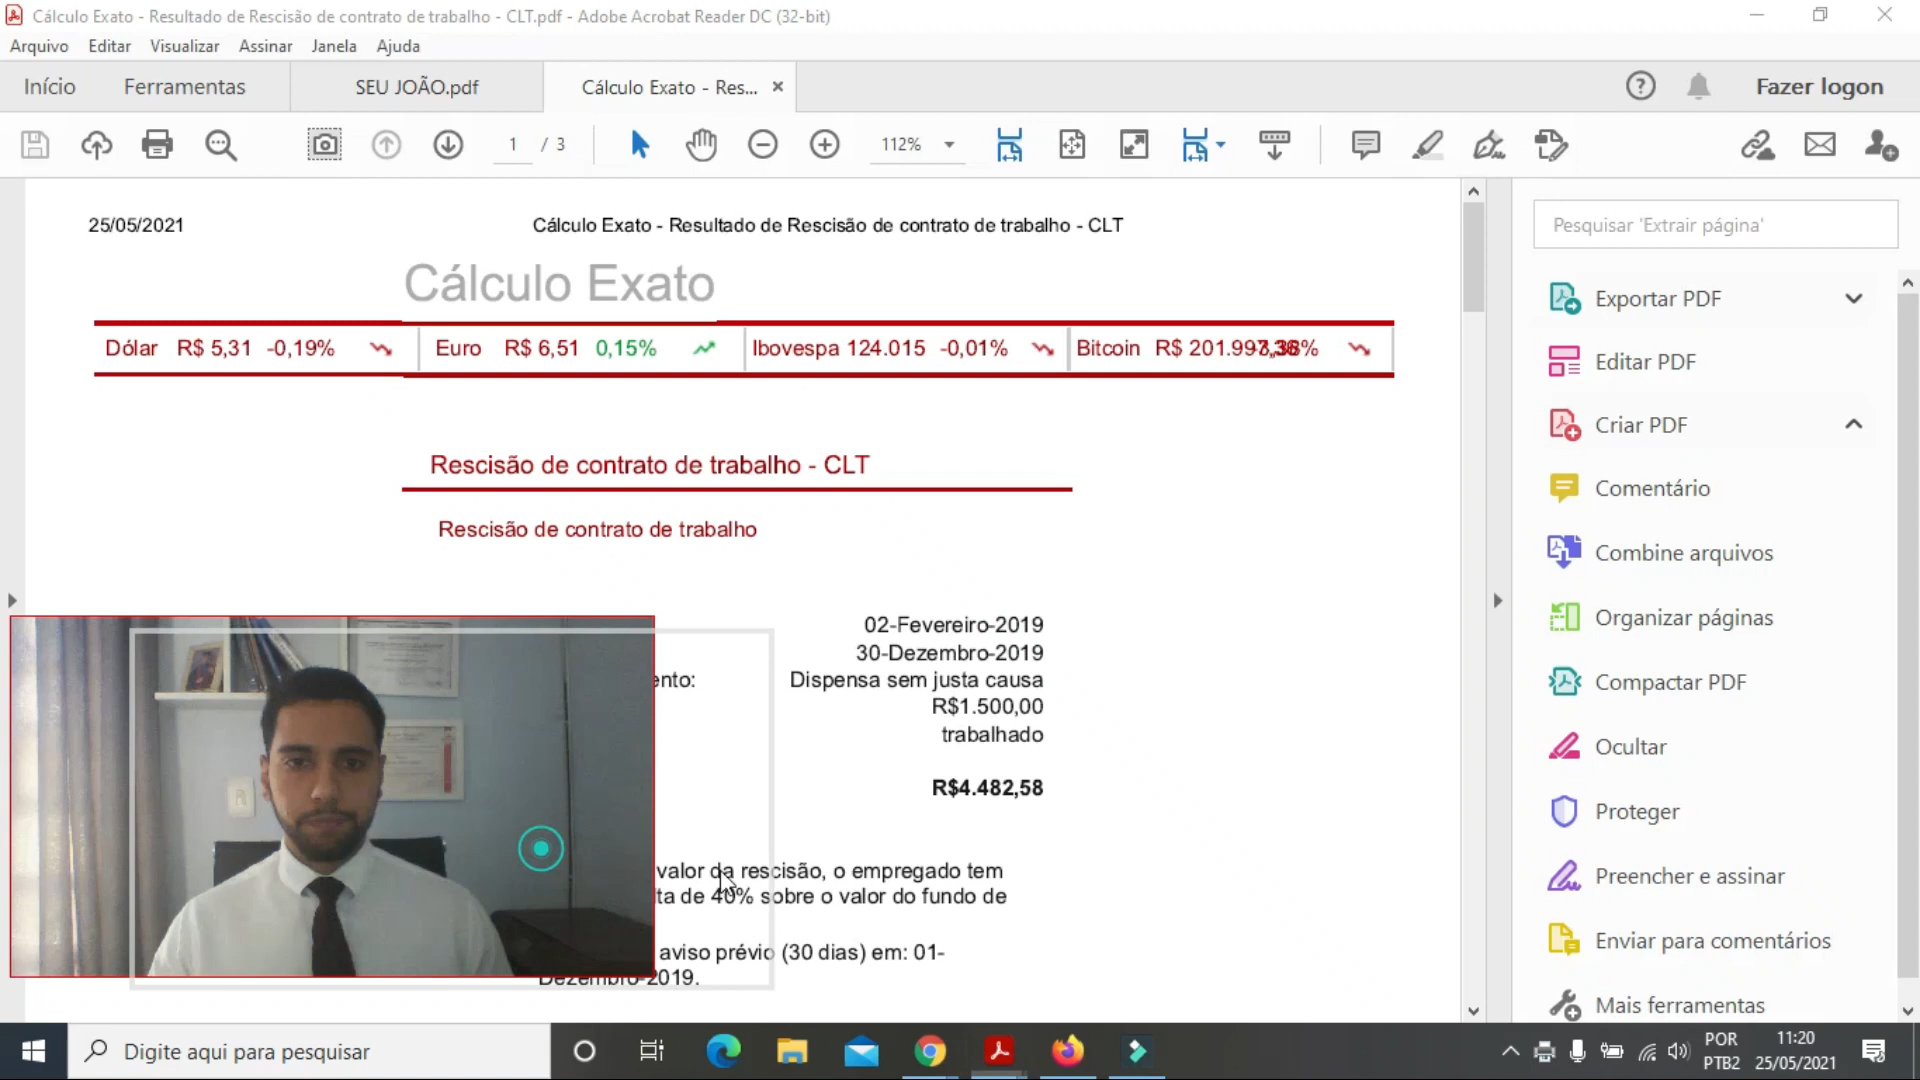 Cálculo Exato - Resultado de Rescisão de contrato de trabalho - CLT.pdf - Adobe Acrobat Reader DC (32-bit)
Arquivo Editar Visualizar Assinar Janela Ajuda
Início Ferramentas SEU JOÃO.pdf Cálculo Exato - Res... Fazer logon
1 / 3 112%
25/05/2021 Cálculo Exato - Resultado de Rescisão de contrato de trabalho - CLT
Cálculo Exato
Dólar R$ 5,31 -0,19% Euro R$ 6,51 0,15% Ibovespa 124.015 -0,01% Bitcoin
Rescisão de contrato de trabalho - CLT
Rescisão de contrato de trabalho
02-Fevereiro-2019
30-Dezembro-2019
ento: Dispensa sem justa causa
R$1.500,00
trabalhado
R$4.482,58
valor da rescisão, o empregado tem
lta de 40% sobre o valor do fundo de
aviso prévio (30 dias) em: 01-
Dezembro-2019.
Pesquisar 'Extrair página'
Exportar PDF
Editar PDF
Criar PDF
Comentário
Combine arquivos
Organizar páginas
Compactar PDF
Ocultar
Proteger
Preencher e assinar
Enviar para comentários
Mais ferramentas
Digite aqui para pesquisar
POR
PTB2
11:20
25/05/2021